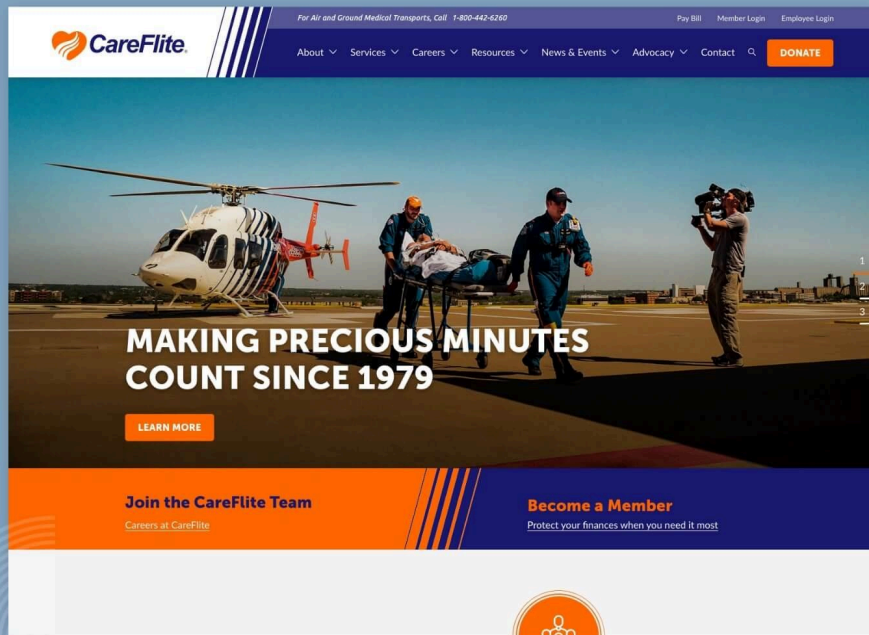 For Air and Ground Medical Transports, Call 1-800-442-6260
Pay Bill Member Login Employee Login
CareFlite
About Services Careers Resources News & Events Advocacy Contact DONATE
1
2
3
MAKING PRECIOUS MINUTES
COUNT SINCE 1979
LEARN MORE
Join the CareFlite Team
Careers at CareFlite
Become a Member
Protect your finances when you need it most